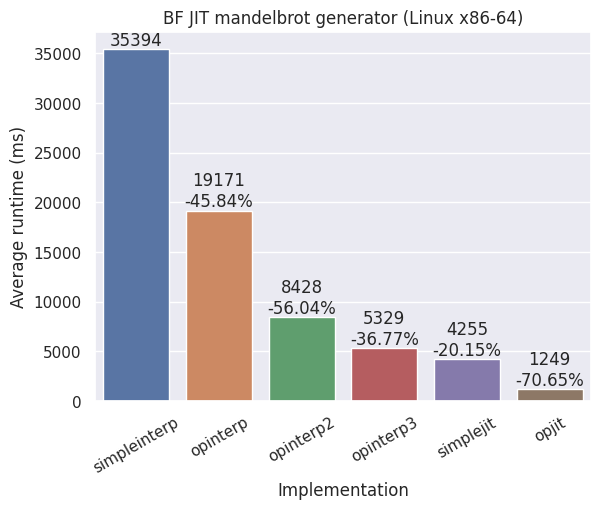 BF JIT mandelbrot generator (Linux x86-64)
Average runtime (ms)
35000
30000
25000
20000
15000
10000
5000
0
35394
19171
-45.84%
8428
-56.04%
5329
-36.77%
4255
-20.15%
1249
-70.65%
simpleinterp
opinterp
opinterp2
opinterp3
simplejit
opjit
Implementation